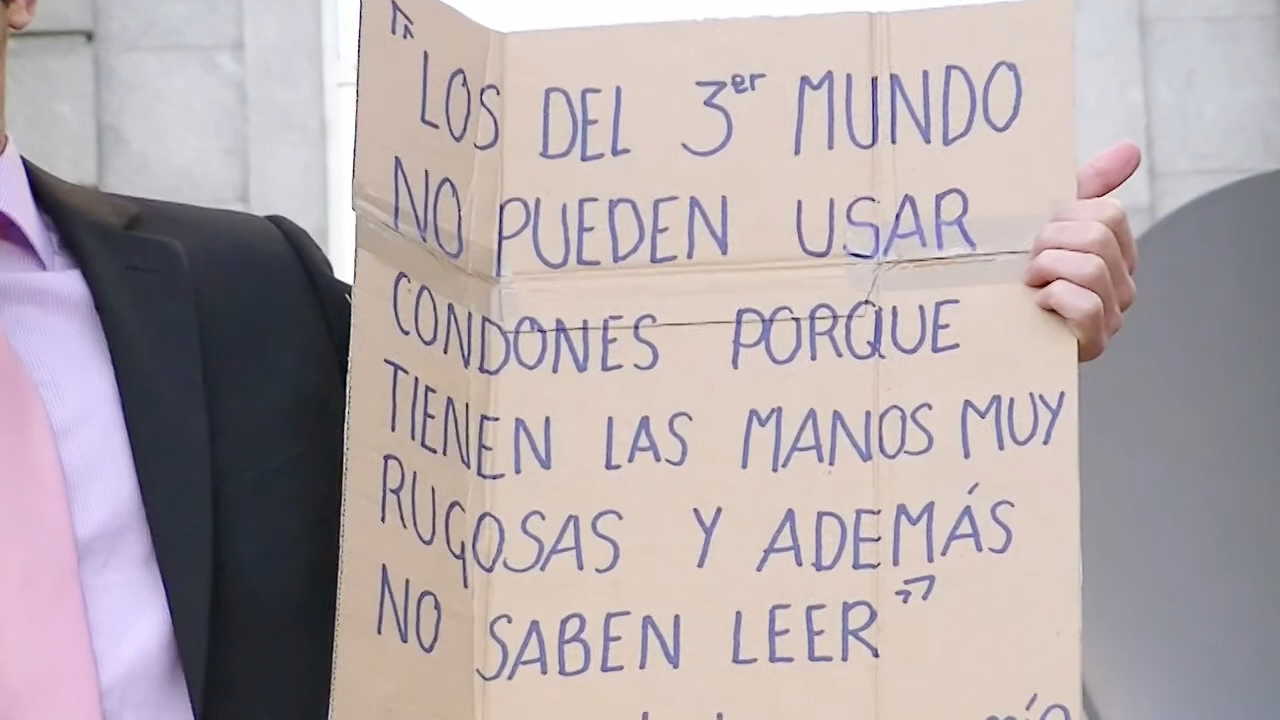 "LOS DEL 3er MUNDO
NO PUEDEN USAR
CONDONES PORQUE
TIENEN LAS MANOS MUY
RUGOSAS Y ADEMÁS
NO SABEN LEER"